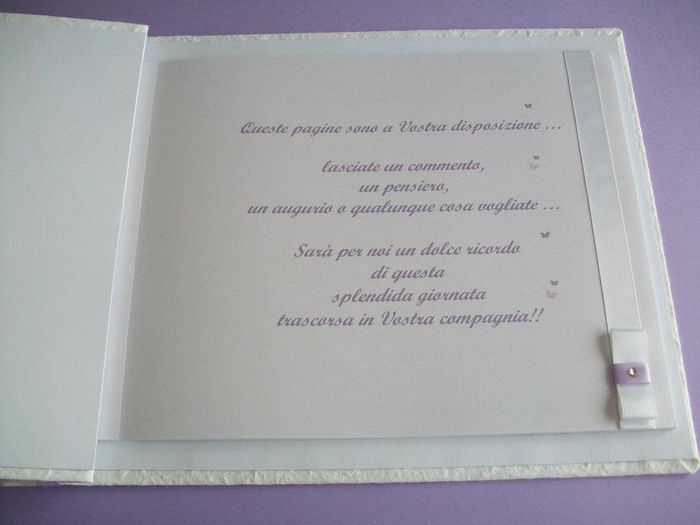 Queste pagine sono a Vostra disposizione ...
lasciate un commento,
un pensiero,
un augurio o qualunque cosa vogliate ...
Sarà per noi un dolce ricordo
di questa
splendida giornata
trascorsa in Vostra compagnia!!